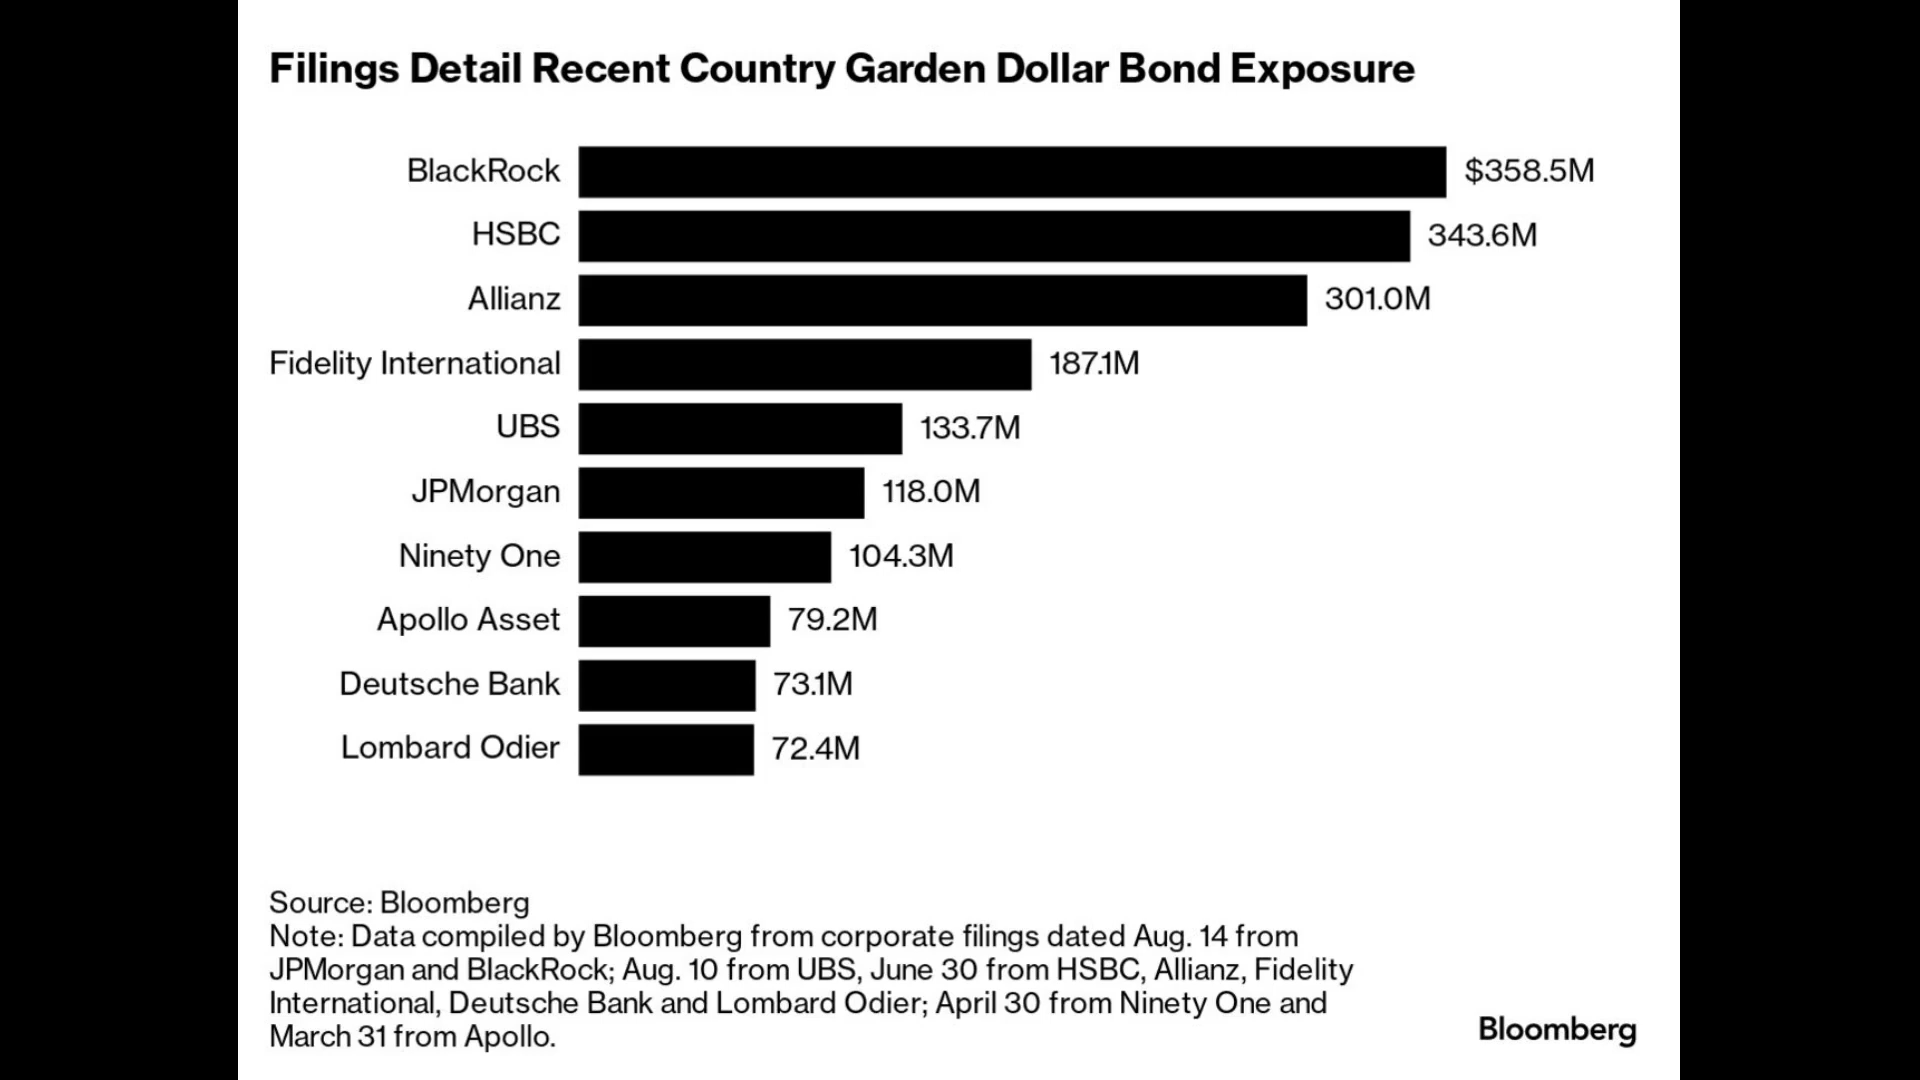 Filings Detail Recent Country Garden Dollar Bond Exposure
BlackRock $358.5M
HSBC 343.6M
Allianz 301.0M
Fidelity International 187.1M
UBS 133.7M
JPMorgan 118.0M
Ninety One 104.3M
Apollo Asset 79.2M
Deutsche Bank 73.1M
Lombard Odier 72.4M
Source: Bloomberg
Note: Data compiled by Bloomberg from corporate filings dated Aug. 14 from
JPMorgan and BlackRock; Aug. 10 from UBS, June 30 from HSBC, Allianz, Fidelity
International, Deutsche Bank and Lombard Odier; April 30 from Ninety One and
March 31 from Apollo.
Bloomberg